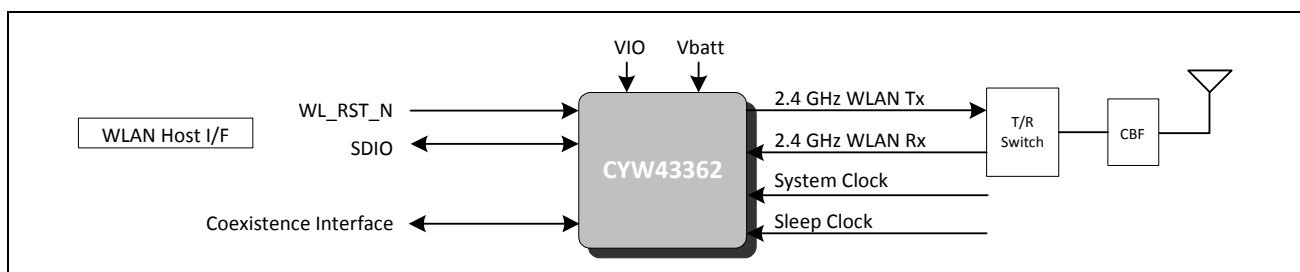 VIO
Vbatt
WL_RST_N
2.4 GHz WLAN Tx
WLAN Host I/F
SDIO
CYW43362
2.4 GHz WLAN Rx
T/R
Switch
CBF
System Clock
Coexistence Interface
Sleep Clock